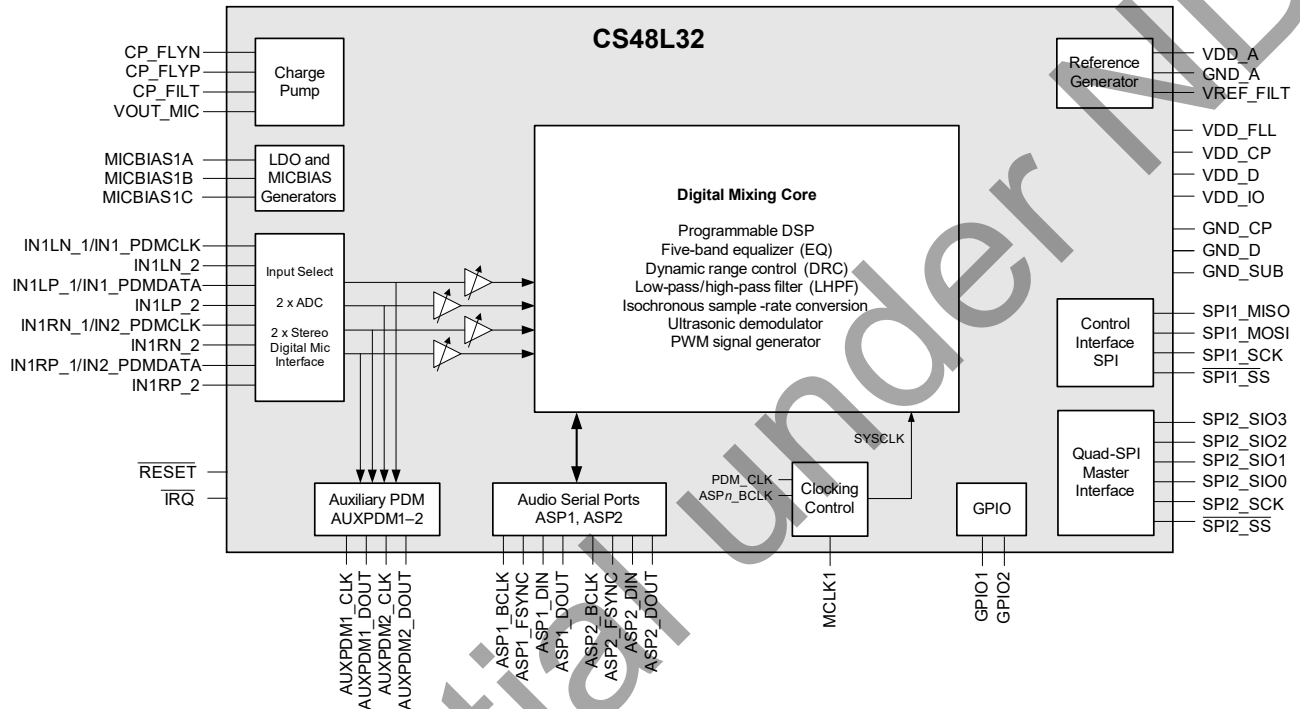 CS48L32
CP_FLYN
CP_FLYP
CP_FILT
VOUT_MIC
Charge
Pump
MICBIAS1A
MICBIAS1B
MICBIAS1C
LDO and
MICBIAS
Generators
IN1LN_1/IN1_PDMCLK
IN1LN_2
IN1LP_1/IN1_PDMDATA
IN1LP_2
IN1RN_1/IN2_PDMCLK
IN1RN_2
IN1RP_1/IN2_PDMDATA
IN1RP_2
Input Select
2 x ADC
2 x Stereo
Digital Mic
Interface
RESET
IRQ
Digital Mixing Core
Programmable DSP
Five-band equalizer (EQ)
Dynamic range control (DRC)
Low-pass/high-pass filter (LHPF)
Isochronous sample -rate conversion
Ultrasonic demodulator
PWM signal generator
Reference
Generator
VDD_A
GND_A
VREF_FILT
VDD_FLL
VDD_CP
VDD_D
VDD_IO
GND_CP
GND_D
GND_SUB
Control
Interface
SPI
SPI1_MISO
SPI1_MOSI
SPI1_SCK
SPI1_SS
Quad-SPI
Master
Interface
SPI2_SIO3
SPI2_SIO2
SPI2_SIO1
SPI2_SIO0
SPI2_SCK
SPI2_SS
SYSCLK
PDM_CLK
ASPn_BCLK
Clocking
Control
GPIO
Auxiliary PDM
AUXPDM1–2
Audio Serial Ports
ASP1, ASP2
AUXPDM1_CLK
AUXPDM1_DOUT
AUXPDM2_CLK
AUXPDM2_DOUT
ASP1_BCLK
ASP1_FSYNC
ASP1_DIN
ASP1_DOUT
ASP2_BCLK
ASP2_FSYNC
ASP2_DIN
ASP2_DOUT
MCLK1
GPIO1
GPIO2
tial under ND